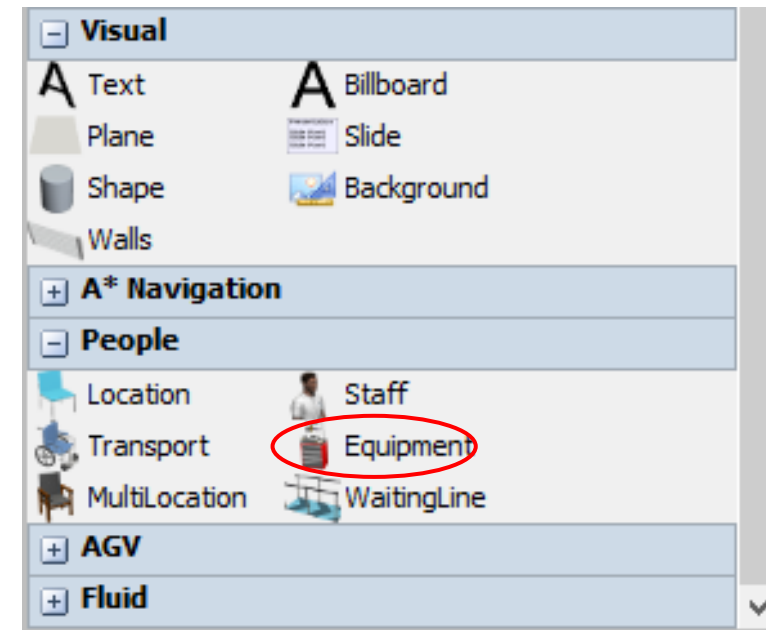 Visual
A Text A Billboard
Plane Slide
Shape Background
Walls
A* Navigation
People
Location Staff
Transport Equipment
MultiLocation WaitingLine
AGV
Fluid